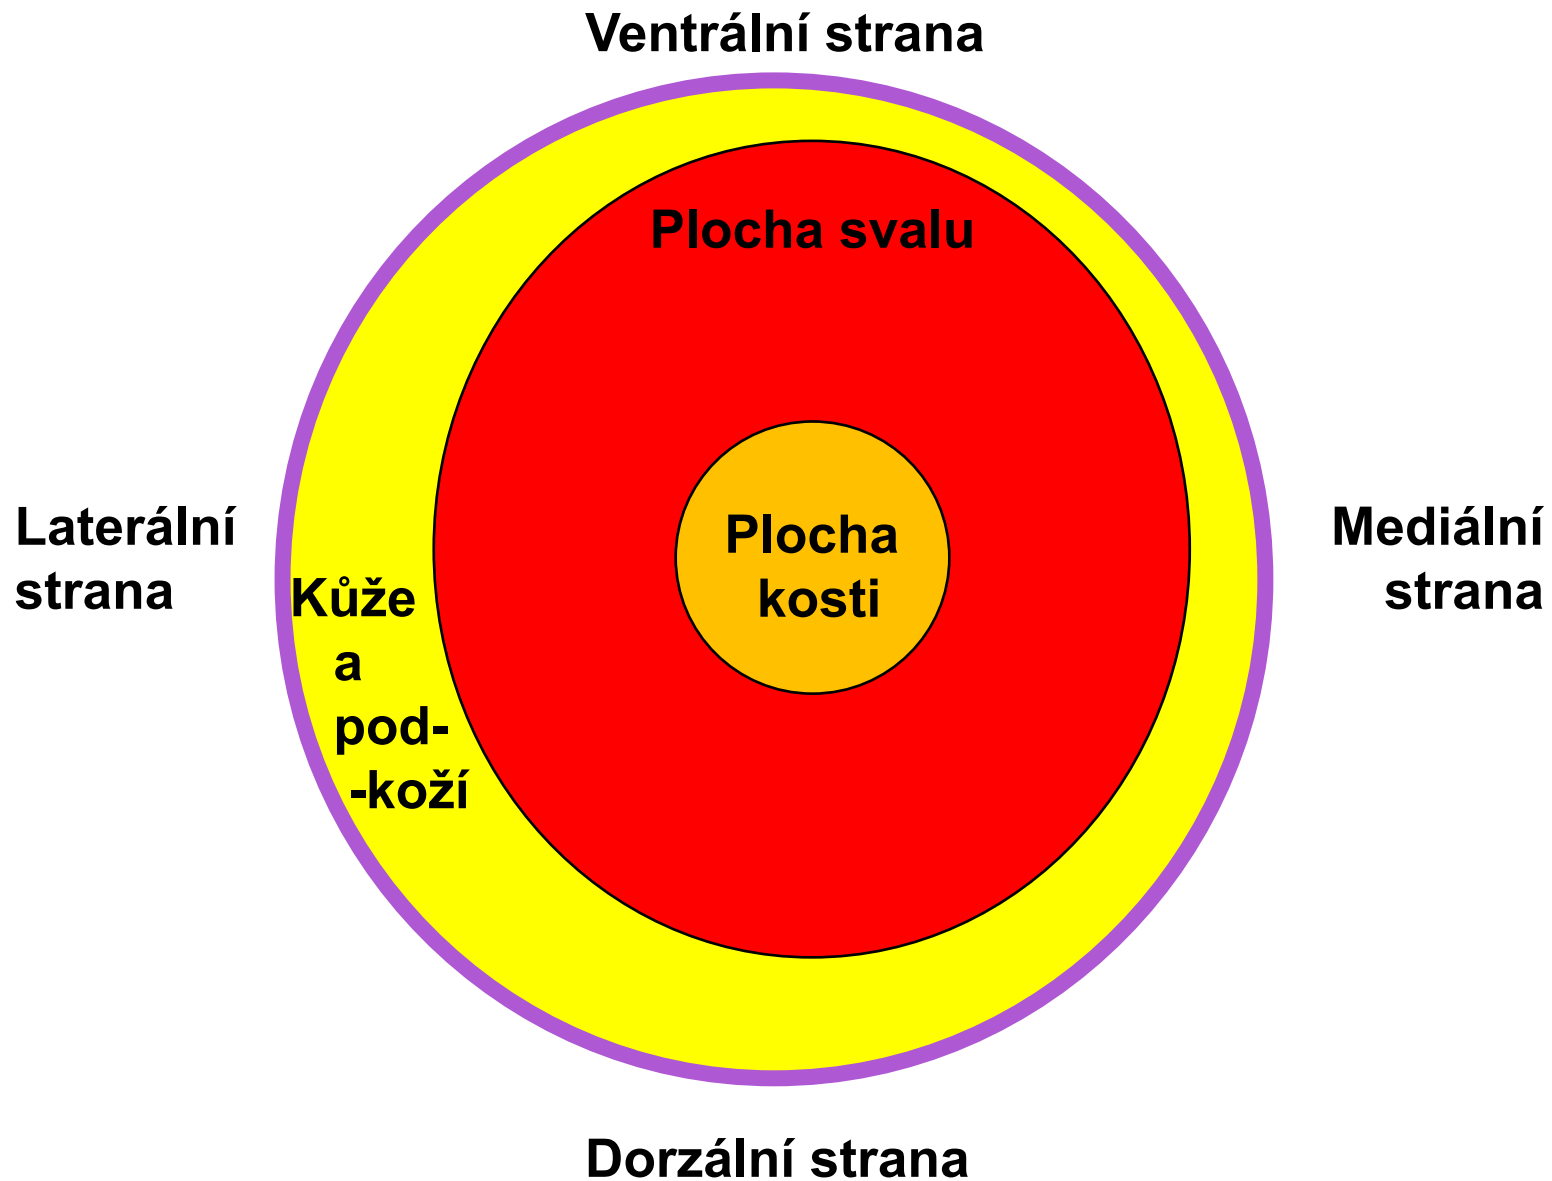 Ventrální strana
Plocha svalu
Laterální
strana
Plocha
kosti
Mediální
strana
Kůže
a
pod-
-koží
Dorzální strana